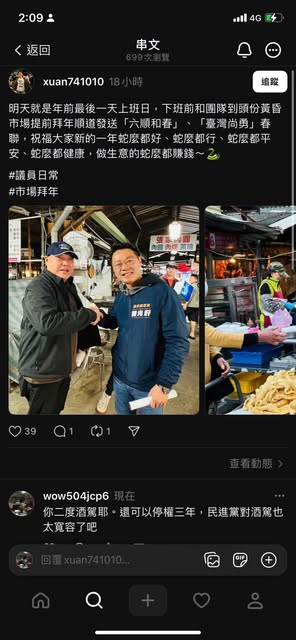 2:09
4G
返回
串文
699次瀏覽
xuan741010 18小時
追蹤
明天就是年前最後一天上班日，下班前和團隊到頭份黃昏
市場提前拜年順道發送「六順和春」、「臺灣尚勇」春
聯，祝福大家新的一年蛇麼都好、蛇麼都行、蛇麼都平
安、蛇麼都健康，做生意的蛇麼都賺錢～🐍
#議員日常
#市場拜年
39
1
1
查看動態
wow504jcp6 現在
你二度酒駕耶。還可以停權三年，民進黨對酒駕也
太寬容了吧
回覆 xuan741010...
GIF